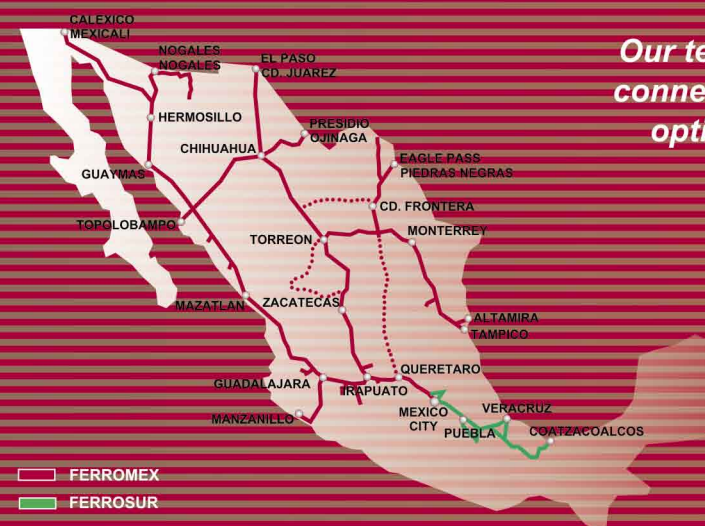 CALEXICO
MEXICALI
NOGALES
NOGALES
EL PASO
CD. JUAREZ
Our te
conne
opti
HERMOSILLO
PRESIDIO
OJINAGA
CHIHUAHUA
EAGLE PASS
PIEDRAS NEGRAS
GUAYMAS
CD. FRONTERA
TOPOLOBAMPO
MONTERREY
TORREON
MAZATLAN
ZACATECAS
ALTAMIRA
TAMPICO
QUERETARO
GUADALAJARA
IRAPUATO
MANZANILLO
MEXICO
CITY
VERACRUZ
PUEBLA
COATZACOALCOS
FERROMEX
FERROSUR